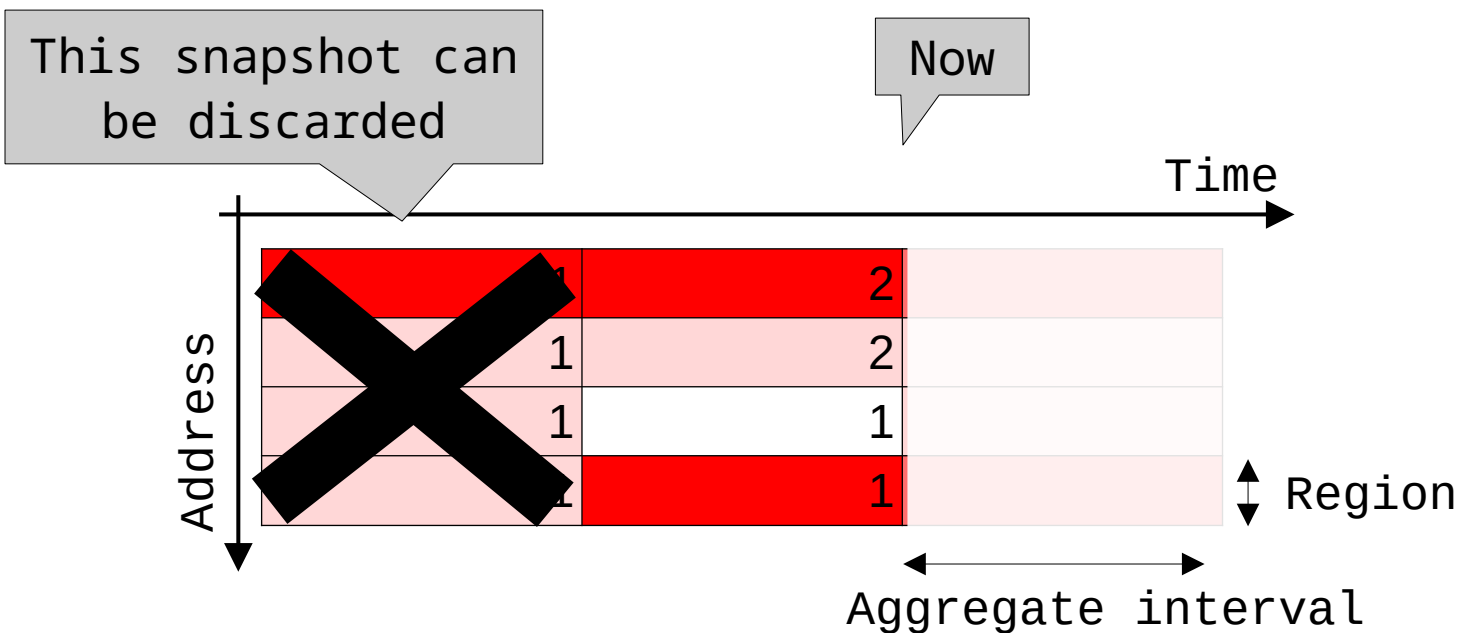 This snapshot can
be discarded
Now
Time
Address
1 2
1 2
1 1
1 1
Region
Aggregate interval